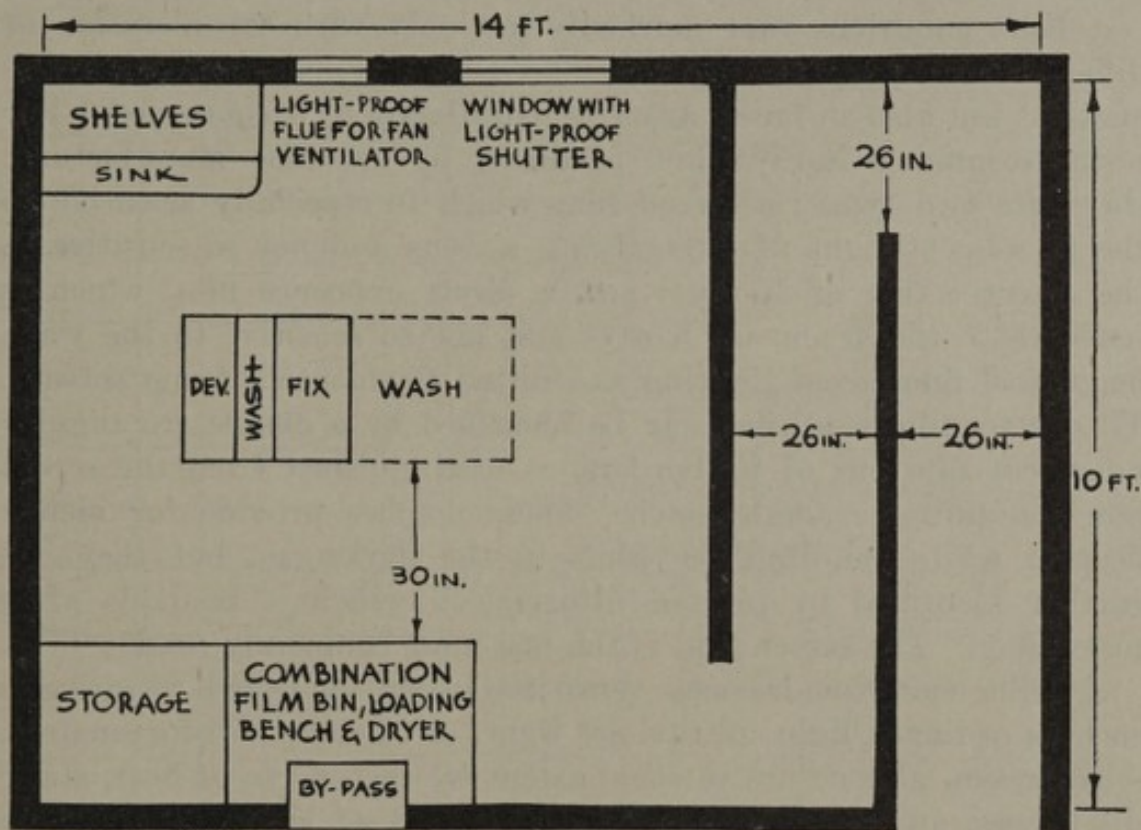 14 FT.
SHELVES
SINK
LIGHT-PROOF
FLUE FOR FAN
VENTILATOR
WINDOW WITH
LIGHT-PROOF
SHUTTER
26 IN.
DEV.
WASH
FIX
WASH
26 IN.
26 IN.
10 FT.
30 IN.
STORAGE
COMBINATION
FILM BIN, LOADING
BENCH & DRYER
BY-PASS